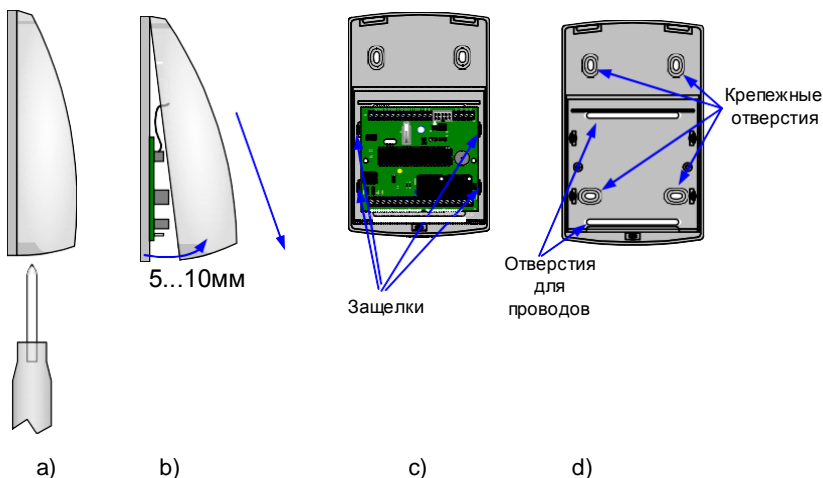 Крепежные
отверстия
5...10мм
Отверстия
для
проводов
Защелки
a)
b)
c)
d)